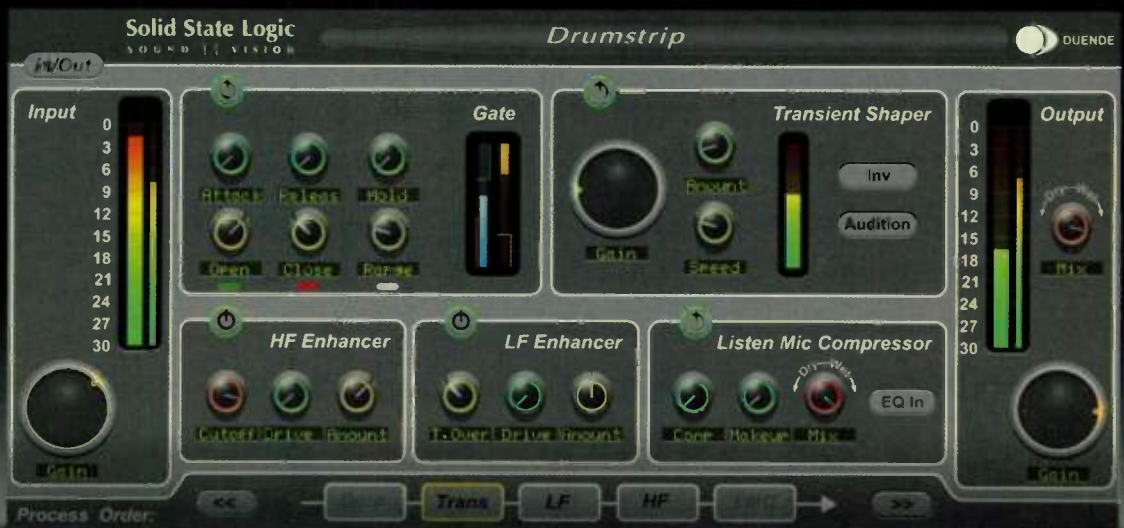 Solid State Logic
SOUND || VISION
Drumstrip
DUENDE
In/Out
Input
0
3
6
9
12
15
18
21
24
27
30
Gain
Gate
Attack Releas Hold
Open Close Range
Transient Shaper
Gain
Amount
Speed
Inv
Audition
HF Enhancer
Cutoff Drive Amount
LF Enhancer
T.Over Drive Amount
Listen Mic Compressor
Comp Makeup Mix
Dry-Wet
EQ In
Output
0
3
6
9
12
15
18
21
24
27
30
Dry-Wet
Mix
Gain
Process Order:
<<
Trans
LF
HF
>>